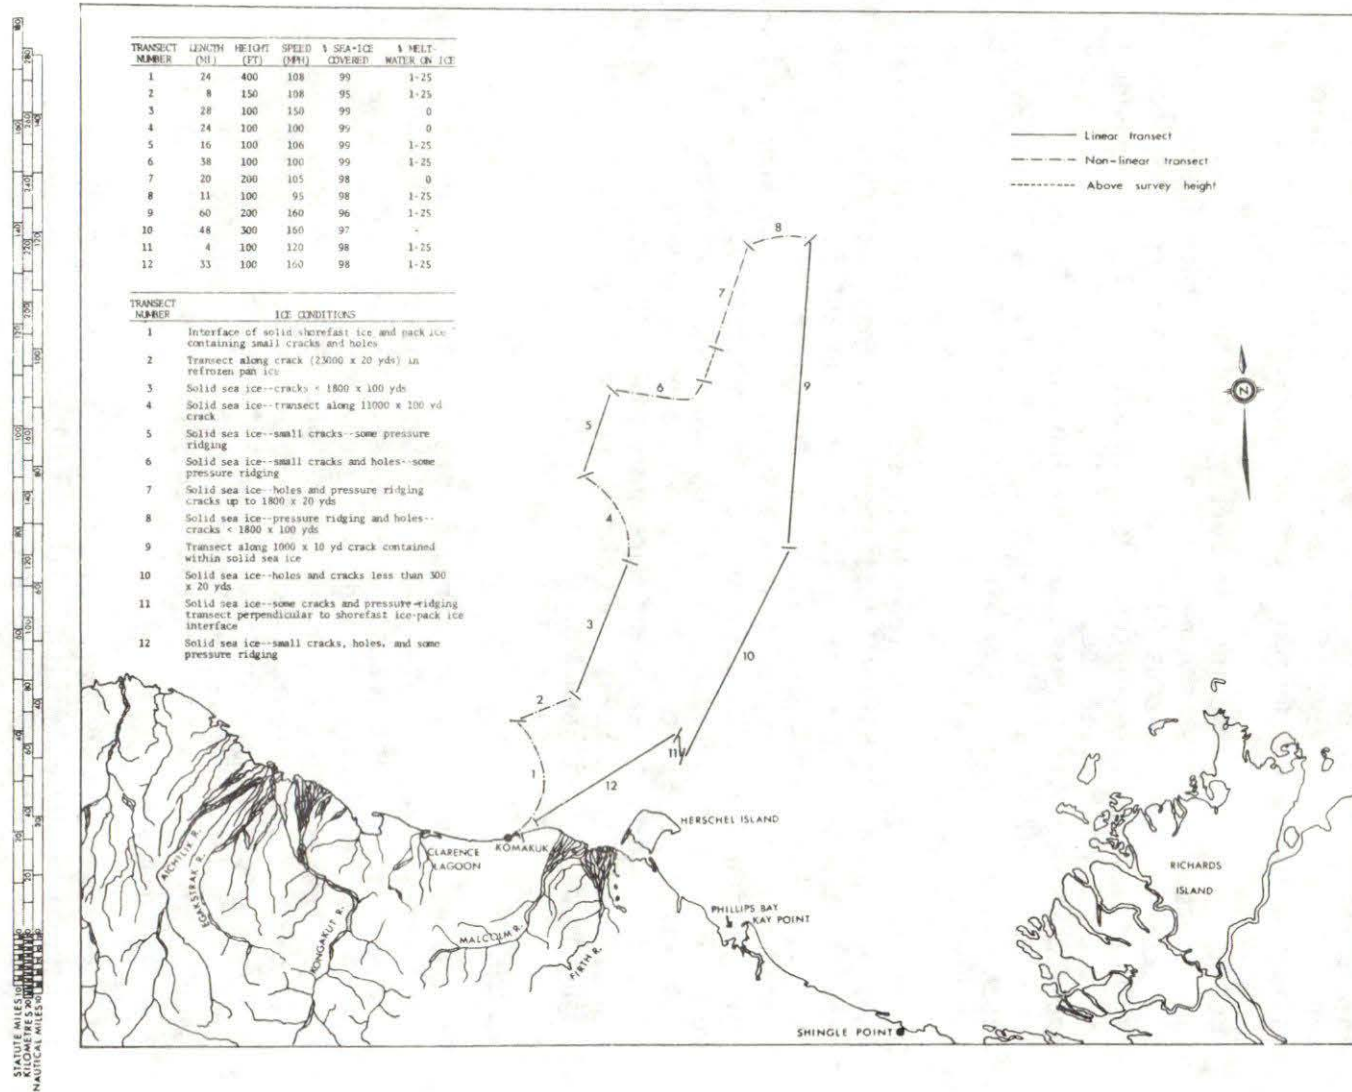 TRANSECT LENGTH HEIGHT SPEED % SEA-ICE % MELT-
NUMBER (MI) (FT) (MPH) COVERED WATER ON ICE
1 24 400 108 99 1-25
2 8 150 108 95 1-25
3 28 100 150 99 0
4 24 100 100 99 0
5 16 100 106 99 1-25
6 38 100 100 99 1-25
7 20 200 105 98 0
8 11 100 95 98 1-25
9 60 200 160 96 1-25
10 48 300 160 97 -
11 4 100 120 98 1-25
12 33 100 160 98 1-25
TRANSECT
NUMBER ICE CONDITIONS
1 Interface of solid shorefast ice and pack ice
containing small cracks and holes
2 Transect along crack (23000 x 20 yds) in
refrozen pan ice
3 Solid sea ice--cracks < 1800 x 100 yds
4 Solid sea ice--transect along 11000 x 100 yd
crack
5 Solid sea ice--small cracks--some pressure
ridging
6 Solid sea ice--small cracks and holes--some
pressure ridging
7 Solid sea ice--holes and pressure ridging
cracks up to 1800 x 20 yds
8 Solid sea ice--pressure ridging and holes--
cracks < 1800 x 100 yds
9 Transect along 1000 x 10 yd crack contained
within solid sea ice
10 Solid sea ice--holes and cracks less than 300
x 20 yds
11 Solid sea ice--some cracks and pressure-ridging
transect perpendicular to shorefast ice-pack ice
interface
12 Solid sea ice--small cracks, holes, and some
pressure ridging
Linear transect
Non-linear transect
Above survey height
N
8
7
6
9
5
4
3
10
2
11
1
12
HERSCHEL ISLAND
KOMAKUK
CLARENCE
LAGOON
AICHILIK R.
EGAKSTRAK R.
KONGAKUT R.
MALCOLM R.
FIRTH R.
PHILLIPS BAY
KAY POINT
SHINGLE POINT
RICHARDS
ISLAND
STATUTE MILES
KILOMETRES
NAUTICAL MILES